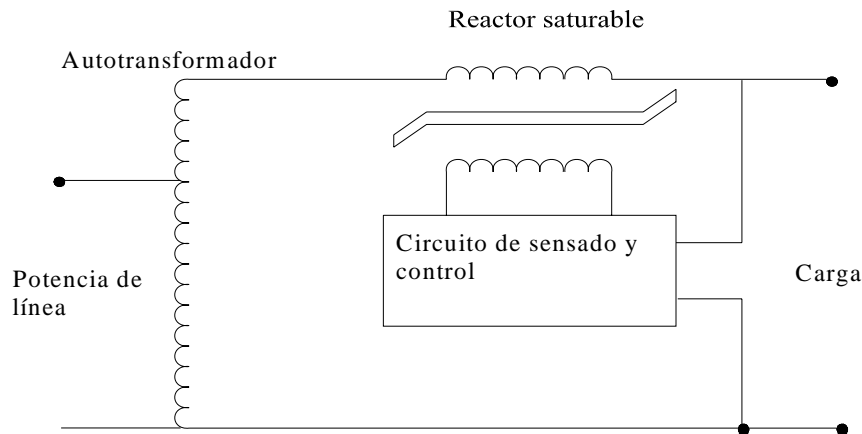 Reactor saturable
Autotransformador
Circuito de sensado y
control
Potencia de
línea
Carga